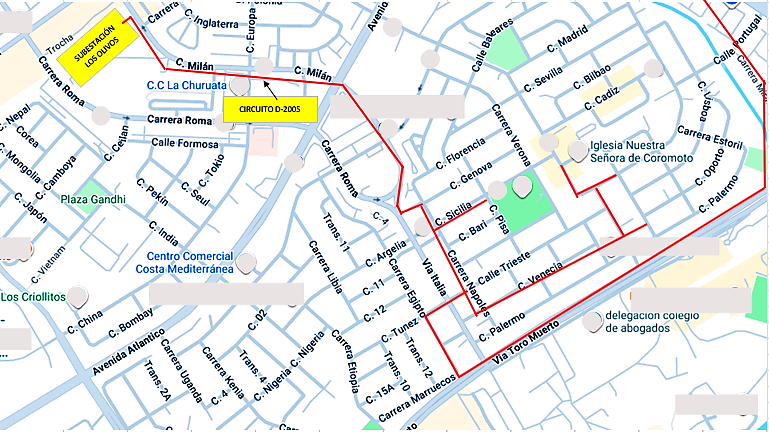 Carrera
C. Inglaterra
C. Europa
Avenio
C. Madrid
Calle Baleares
Calle Portugal
Carrera
SUBESTACIÓN
LOS OLIVOS
Trocha
C. Milán
C. Milán
C. Sevilla
C. Bilbao
C. Cadiz
C. Lisboa
Carrera Roma
C.C La Churuata
CIRCUITO D-2005
Carrera Roma
Calle Formosa
C. Nepal
Corea
C. Mongolia
C. Camboya
C. Ceilan
C. Tokio
C. Seul
C. Pekin
C. Japón
Plaza Gandhi
C. India
C. Vietnam
Carrera Roma
C. Florencia
C. Genova
Carrera Verona
Iglesia Nuestra
Señora de Coromoto
Carrera Estoril
C. Oporto
C. Palermo
C. 4
C. Sicilia
C. Pisa
C. Bari
Trans. 11
C. Argelia
Carrera Libia
Carrera Egipto
Via Italia
Carrera Napoles
Calle Trieste
C. Venecia
Centro Comercial
Costa Mediterránea
Los Criollitos
C. China
C. Bombay
C. 02
C. 11
C. 12
C. Tunez
C. Palermo
Via Toro Muerto
delegacion colegio
de abogados
Avenida Atlantico
Trans. 2A
Carrera Uganda
Carrera Kenia
C. 4
Trans. 4
C. Nigeria
C. Nigeria
Carrera Etiopia
C. 15A
Trans. 10
Trans. 12
Carrera Marruecos